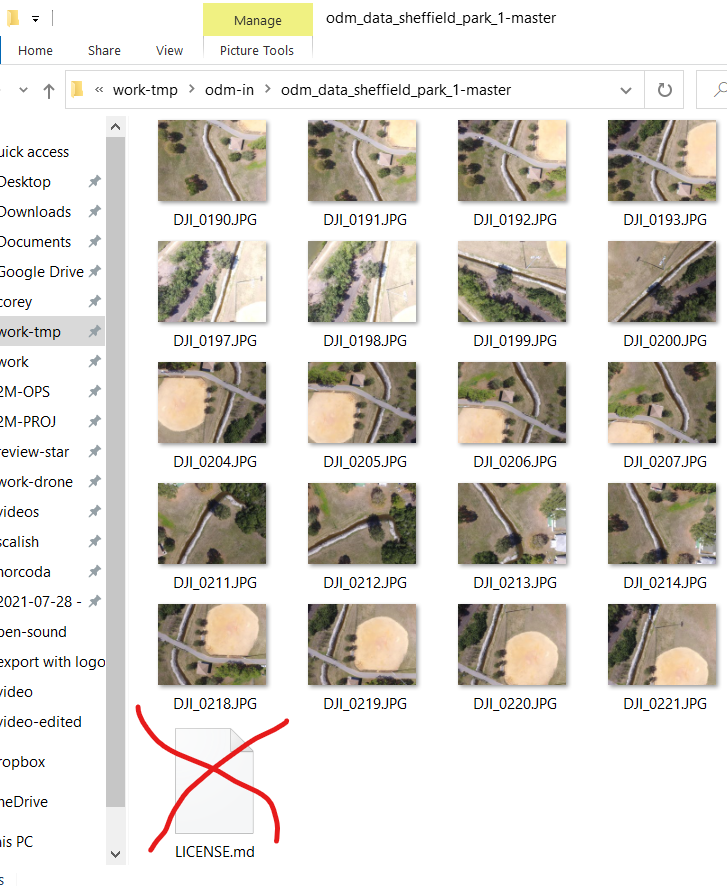 Manage
odm_data_sheffield_park_1-master
Home
Share
View
Picture Tools
work-tmp
odm-in
odm_data_sheffield_park_1-master
uick access
Desktop
Downloads
Documents
Google Drive
corey
work-tmp
work
2M-OPS
2M-PROJ
review-star
work-drone
videos
scalish
norcoda
2021-07-28 -
pen-sound
export with logo
video
video-edited
ropbox
neDrive
is PC
s
DJI_0190.JPG
DJI_0191.JPG
DJI_0192.JPG
DJI_0193.JPG
DJI_0197.JPG
DJI_0198.JPG
DJI_0199.JPG
DJI_0200.JPG
DJI_0204.JPG
DJI_0205.JPG
DJI_0206.JPG
DJI_0207.JPG
DJI_0211.JPG
DJI_0212.JPG
DJI_0213.JPG
DJI_0214.JPG
DJI_0218.JPG
DJI_0219.JPG
DJI_0220.JPG
DJI_0221.JPG
LICENSE.md